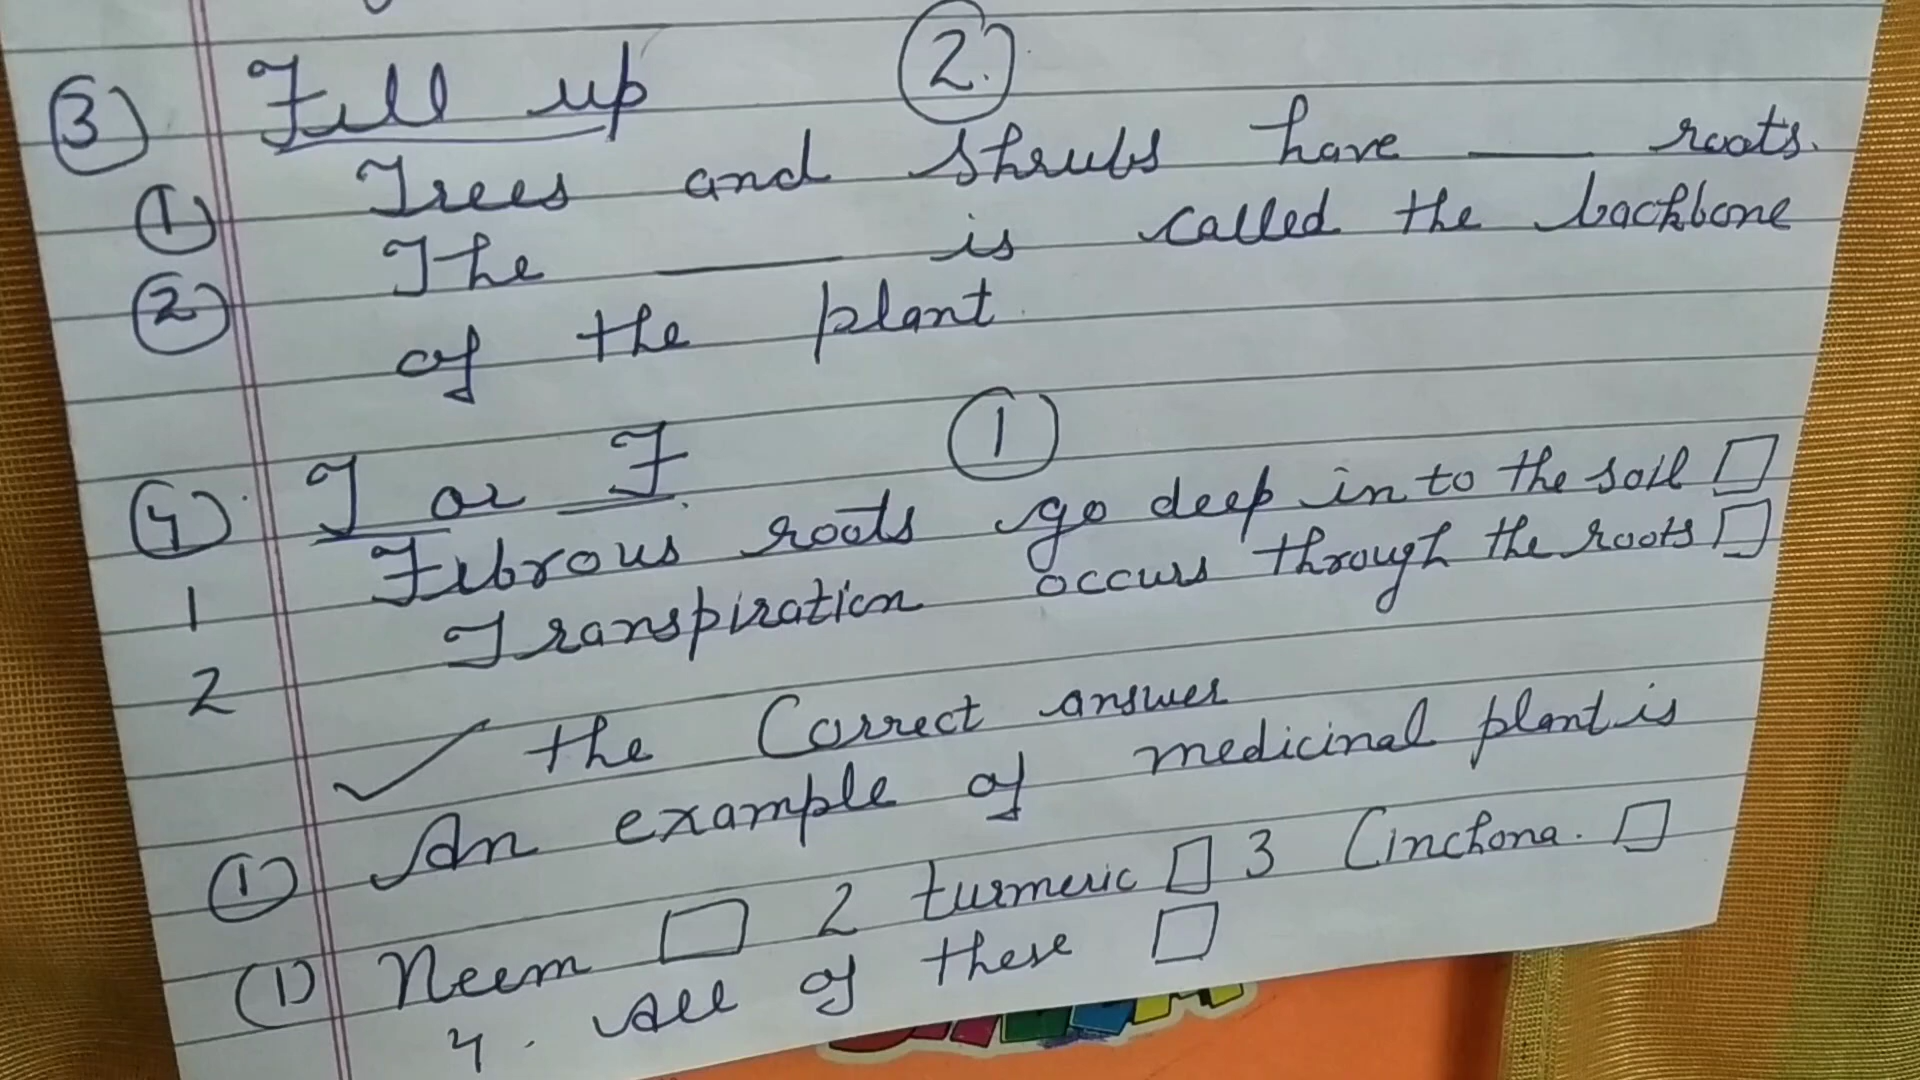 ③ Fill up ②.
① Trees and shrubs have ___ roots.
② The ___ is called the backbone
of the plant.
④. T or F ①
1 Fibrous roots go deep in to the soil □
2 Transpiration occurs through the roots □
✓ the Correct answer
① An example of medicinal plant is
(1) Neem □ 2 turmeric □ 3 Cinchona. □
4. all of these □